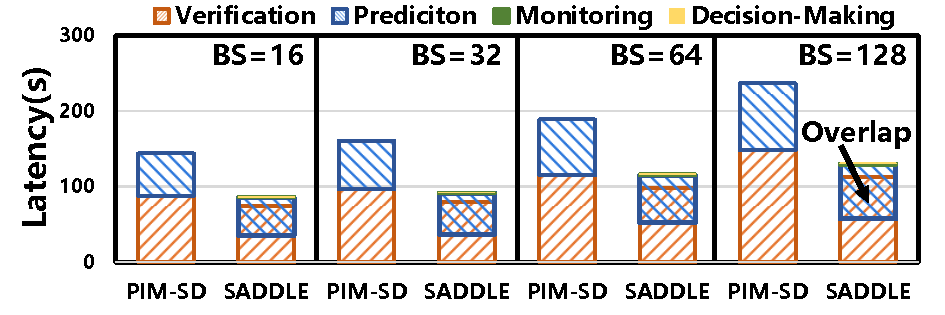 Verification Prediciton Monitoring Decision-Making
300
200
100
0
Latency(s)
BS=16
BS=32
BS=64
BS=128
Overlap
PIM-SD SADDLE PIM-SD SADDLE PIM-SD SADDLE PIM-SD SADDLE